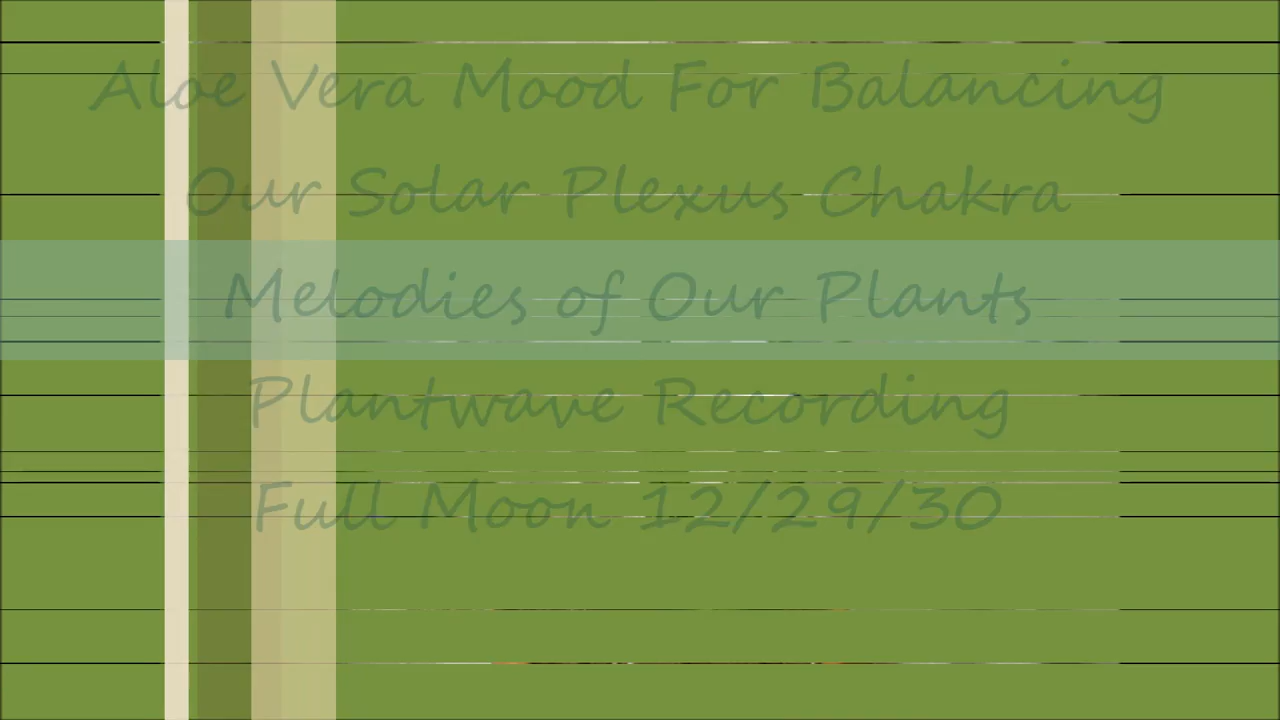 Aloe Vera Mood For Balancing
Our Solar Plexus Chakra
Melodies of Our Plants
Plantwave Recording
Full Moon 12/29/30